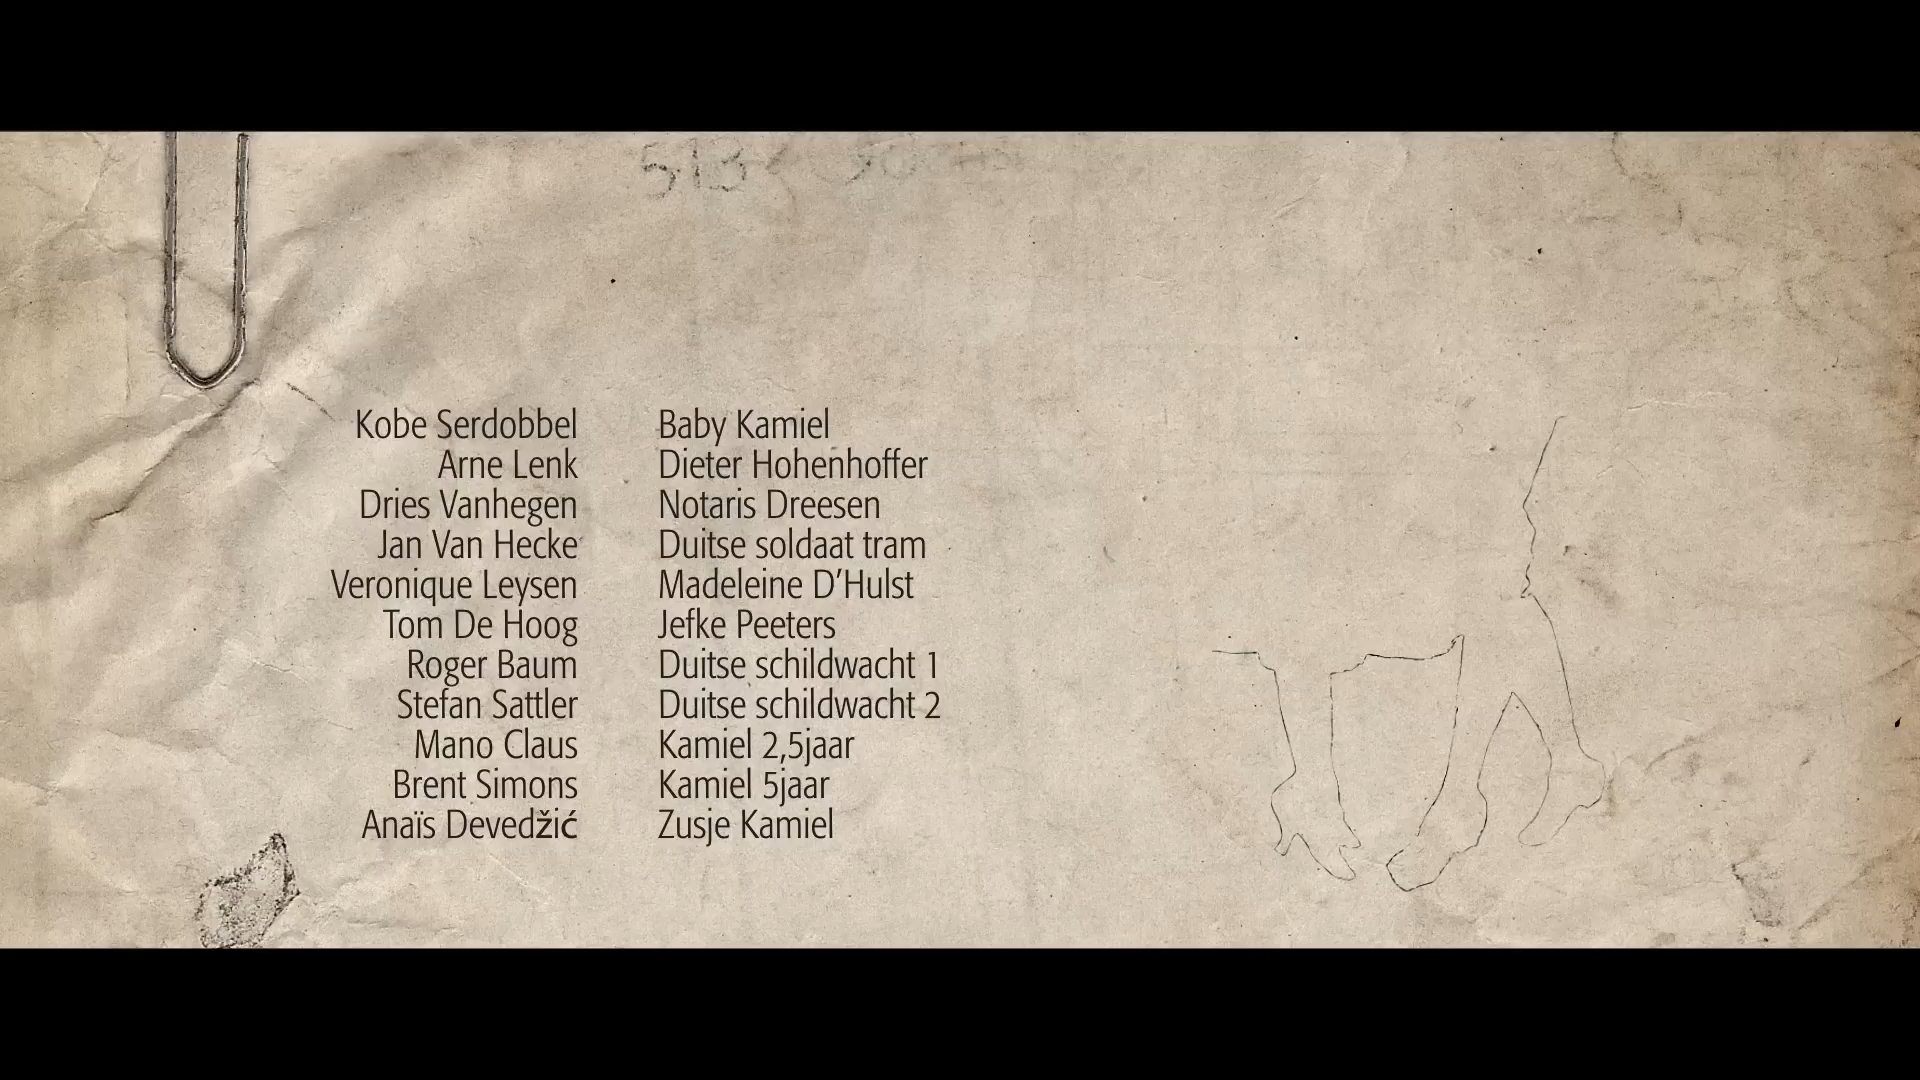 513
Kobe Serdobbel Baby Kamiel
Arne Lenk Dieter Hohenhoffer
Dries Vanhegen Notaris Dreesen
Jan Van Hecke Duitse soldaat tram
Veronique Leysen Madeleine D’Hulst
Tom De Hoog Jefke Peeters
Roger Baum Duitse schildwacht 1
Stefan Sattler Duitse schildwacht 2
Mano Claus Kamiel 2,5jaar
Brent Simons Kamiel 5jaar
Anaïs Devedžić Zusje Kamiel